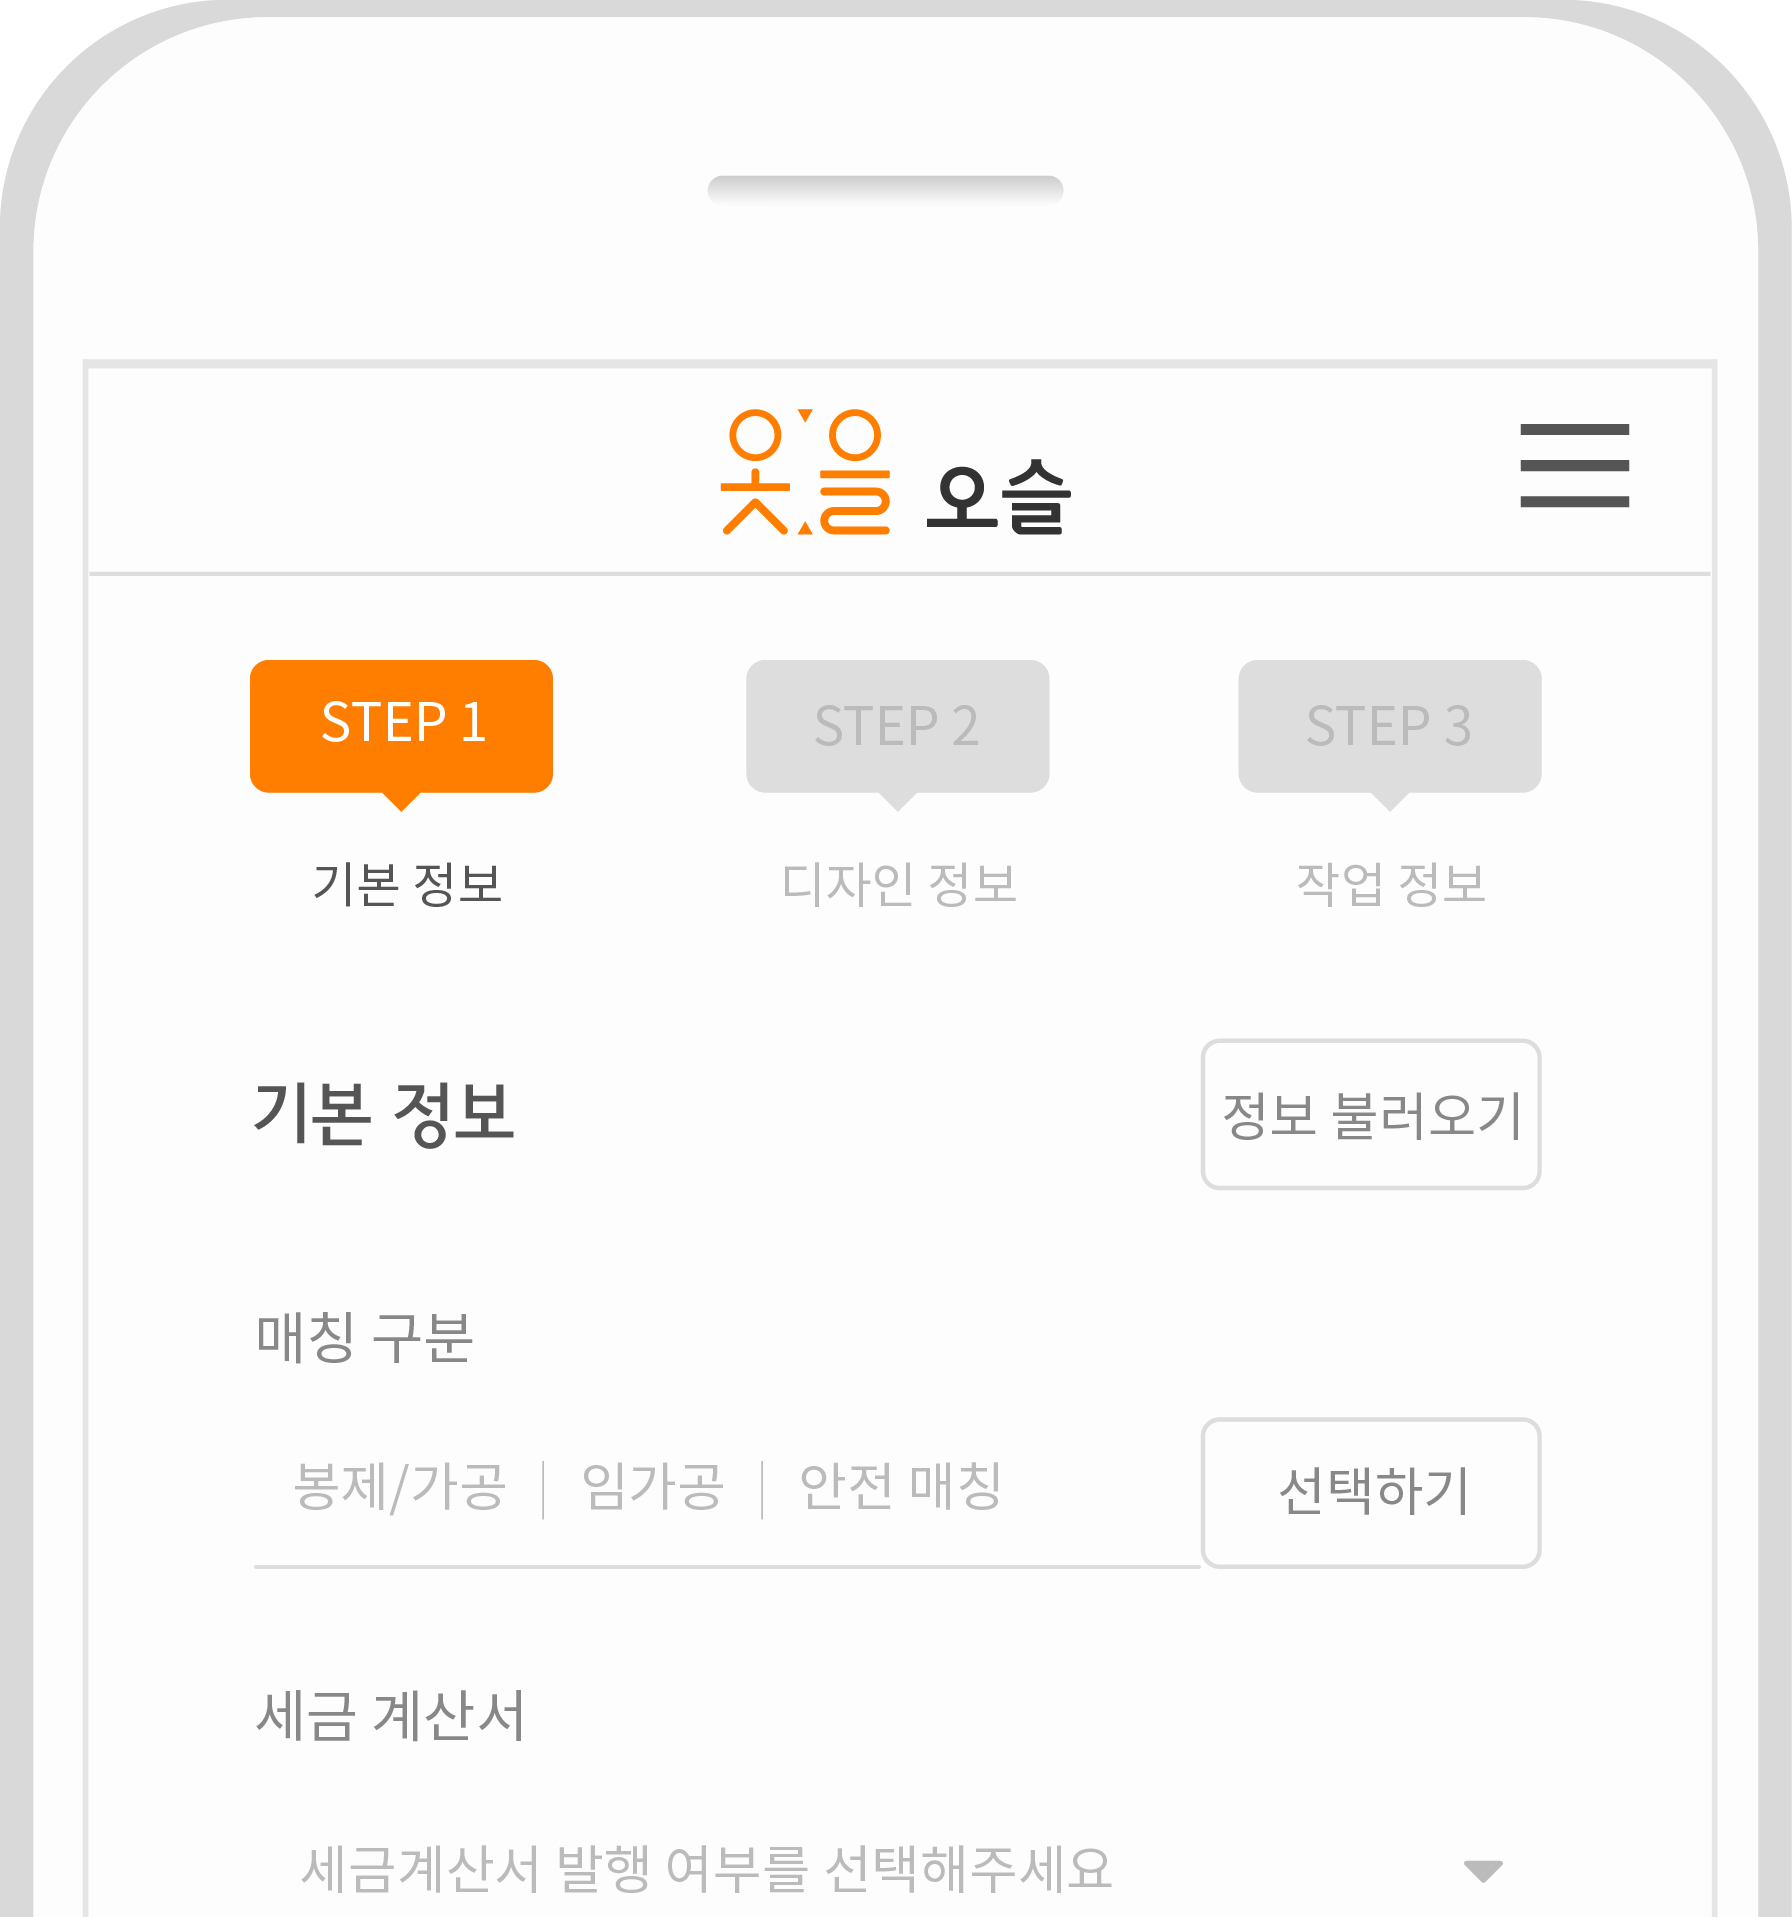 옷을 오슬
STEP 1 STEP 2 STEP 3
기본 정보 디자인 정보 작업 정보
기본 정보 정보 불러오기
매칭 구분
봉제/가공 | 임가공 | 안전 매칭 선택하기
세금 계산서
세금계산서 발행 여부를 선택해주세요